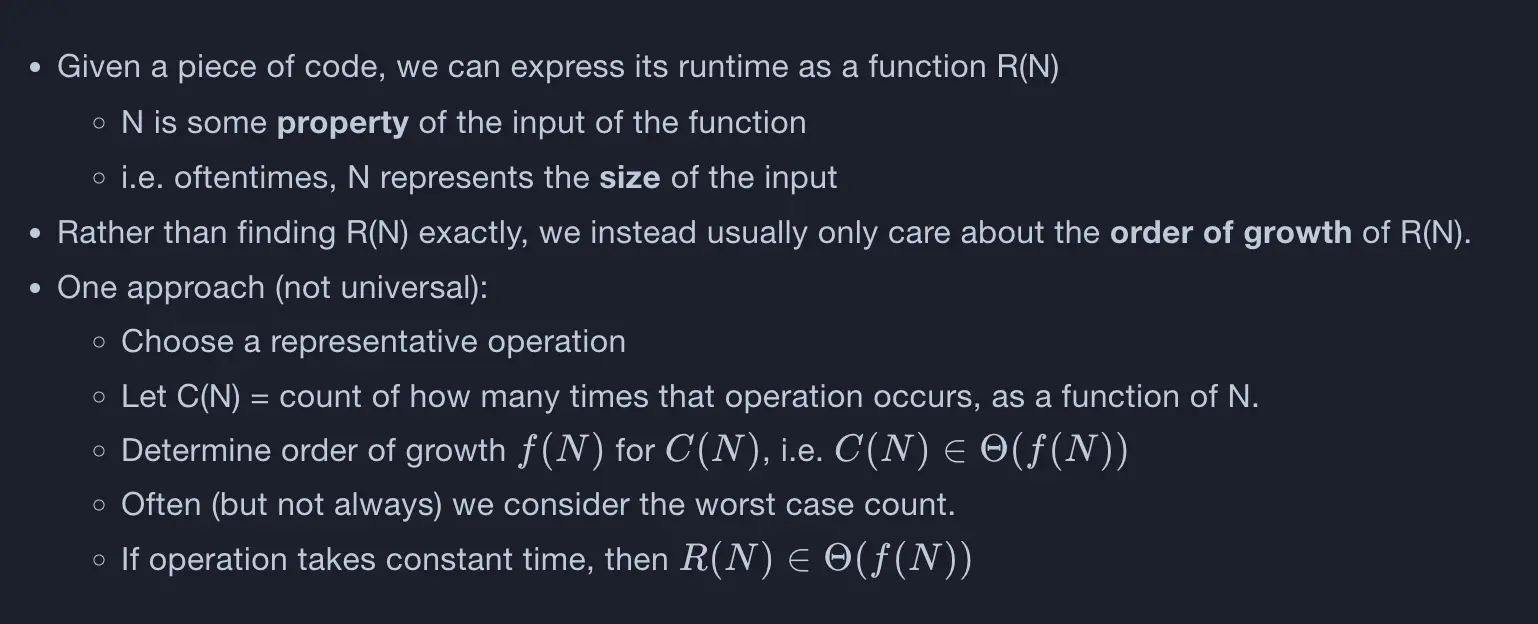 • Given a piece of code, we can express its runtime as a function R(N)
◦ N is some property of the input of the function
◦ i.e. oftentimes, N represents the size of the input
• Rather than finding R(N) exactly, we instead usually only care about the order of growth of R(N).
• One approach (not universal):
◦ Choose a representative operation
◦ Let C(N) = count of how many times that operation occurs, as a function of N.
◦ Determine order of growth f(N) for C(N), i.e. C(N) ∈ Θ(f(N))
◦ Often (but not always) we consider the worst case count.
◦ If operation takes constant time, then R(N) ∈ Θ(f(N))